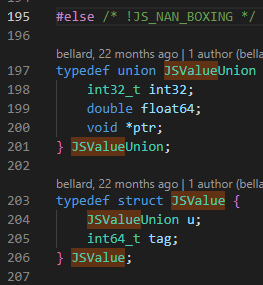 195 #else /* !JS_NAN_BOXING */
196
bellard, 22 months ago | 1 author (bella
197 typedef union JSValueUnion
198 int32_t int32;
199 double float64;
200 void *ptr;
201 } JSValueUnion;
202
bellard, 22 months ago | 1 author (bella
203 typedef struct JSValue {
204 JSValueUnion u;
205 int64_t tag;
206 } JSValue;
207